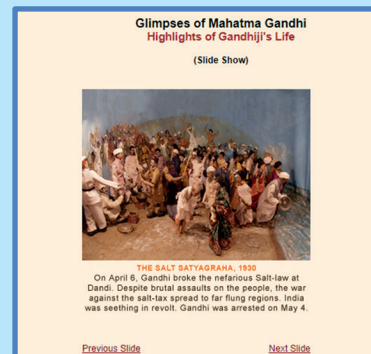 Glimpses of Mahatma Gandhi
Highlights of Gandhiji's Life
(Slide Show)
THE SALT SATYAGRAHA, 1930
On April 6, Gandhi broke the nefarious Salt-law at
Dandi. Despite brutal assaults on the people, the war
against the salt-tax spread to far flung regions. India
was seething in revolt. Gandhi was arrested on May 4.
Previous Slide
Next Slide